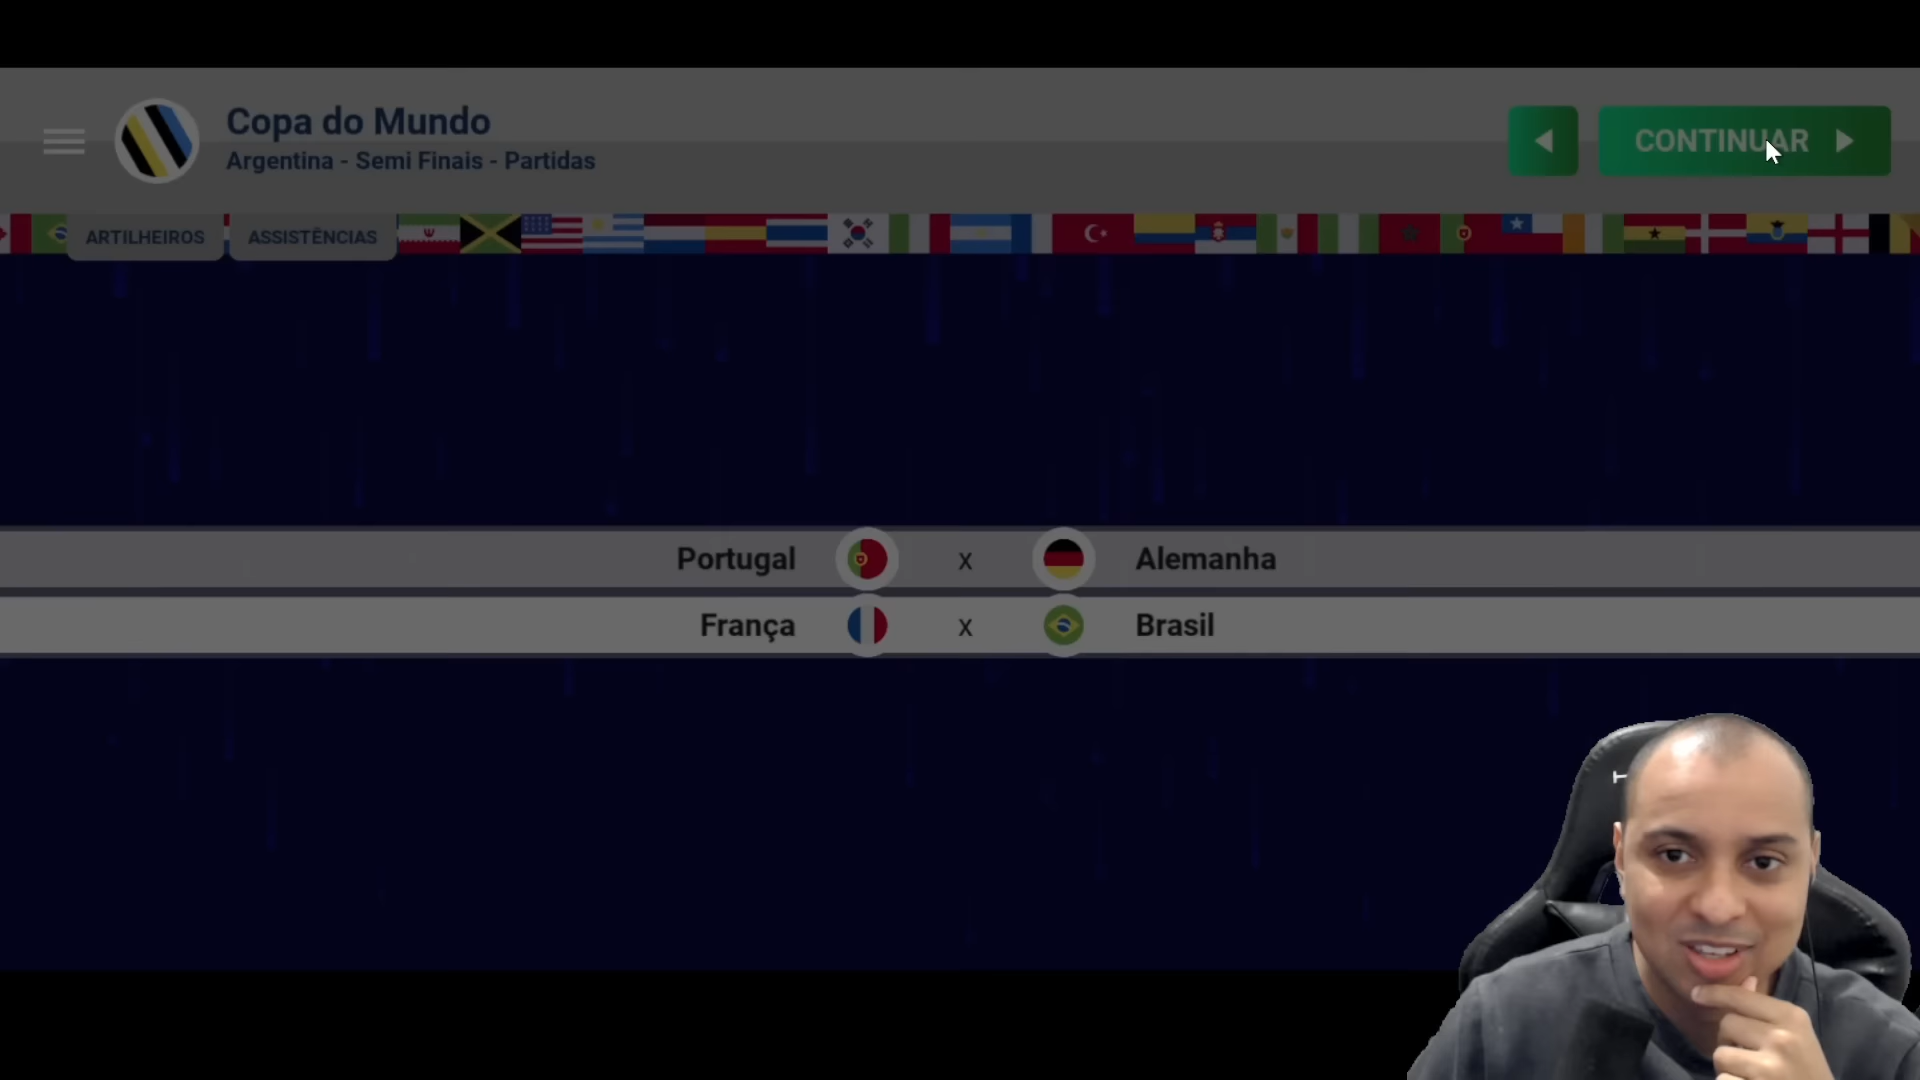 Copa do Mundo
Argentina - Semi Finais - Partidas
CONTINUAR
ARTILHEIROS
ASSISTÊNCIAS
Portugal x Alemanha
França x Brasil